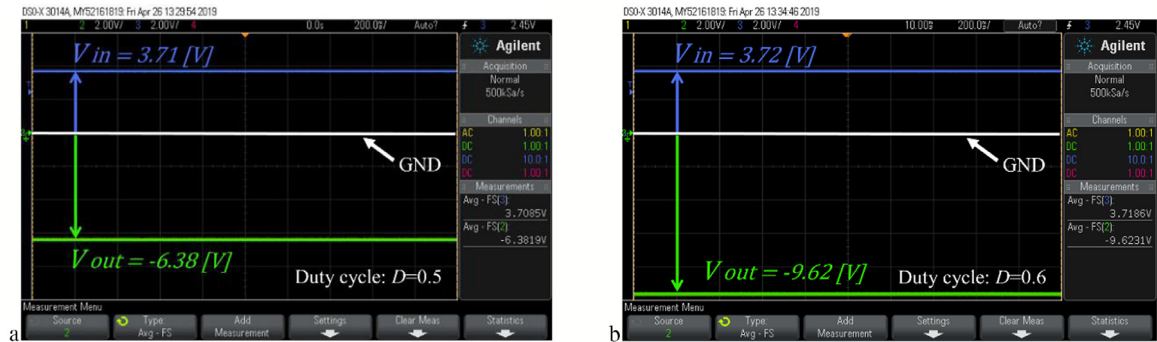 DSO-X 3014A, MY52161819: Fri Apr 26 13:29:54 2019
1 2 2.00V/ 3 2.00V/ 4 0.0s 200.0s/ Auto? 3 2.45V
V in = 3.71 [V]
GND
V out = -6.38 [V]
Duty cycle: D=0.5
Agilent
Acquisition
Normal
500kSa/s
Channels
AC 1.00:1
DC 1.00:1
DC 10.0:1
DC 1.00:1
Measurements
Avg - FS(3):
3.7085V
Avg - FS(2):
-6.3819V
Measurement Menu
Source
2
Type:
Avg - FS
Add
Measurement
Settings
Clear Meas
Statistics
a
DSO-X 3014A, MY52161819: Fri Apr 26 13:34:46 2019
1 2 2.00V/ 3 2.00V/ 4 200.0s/ Auto? 3 2.45V
V in = 3.72 [V]
GND
V out = -9.62 [V]
Duty cycle: D=0.6
Agilent
Acquisition
Normal
500kSa/s
Channels
AC 1.00:1
DC 1.00:1
DC 10.0:1
DC 1.00:1
Measurements
Avg - FS(3):
3.7186V
Avg - FS(2):
-9.6231V
Measurement Menu
Source
2
Type:
Avg - FS
Add
Measurement
Settings
Clear Meas
Statistics
b